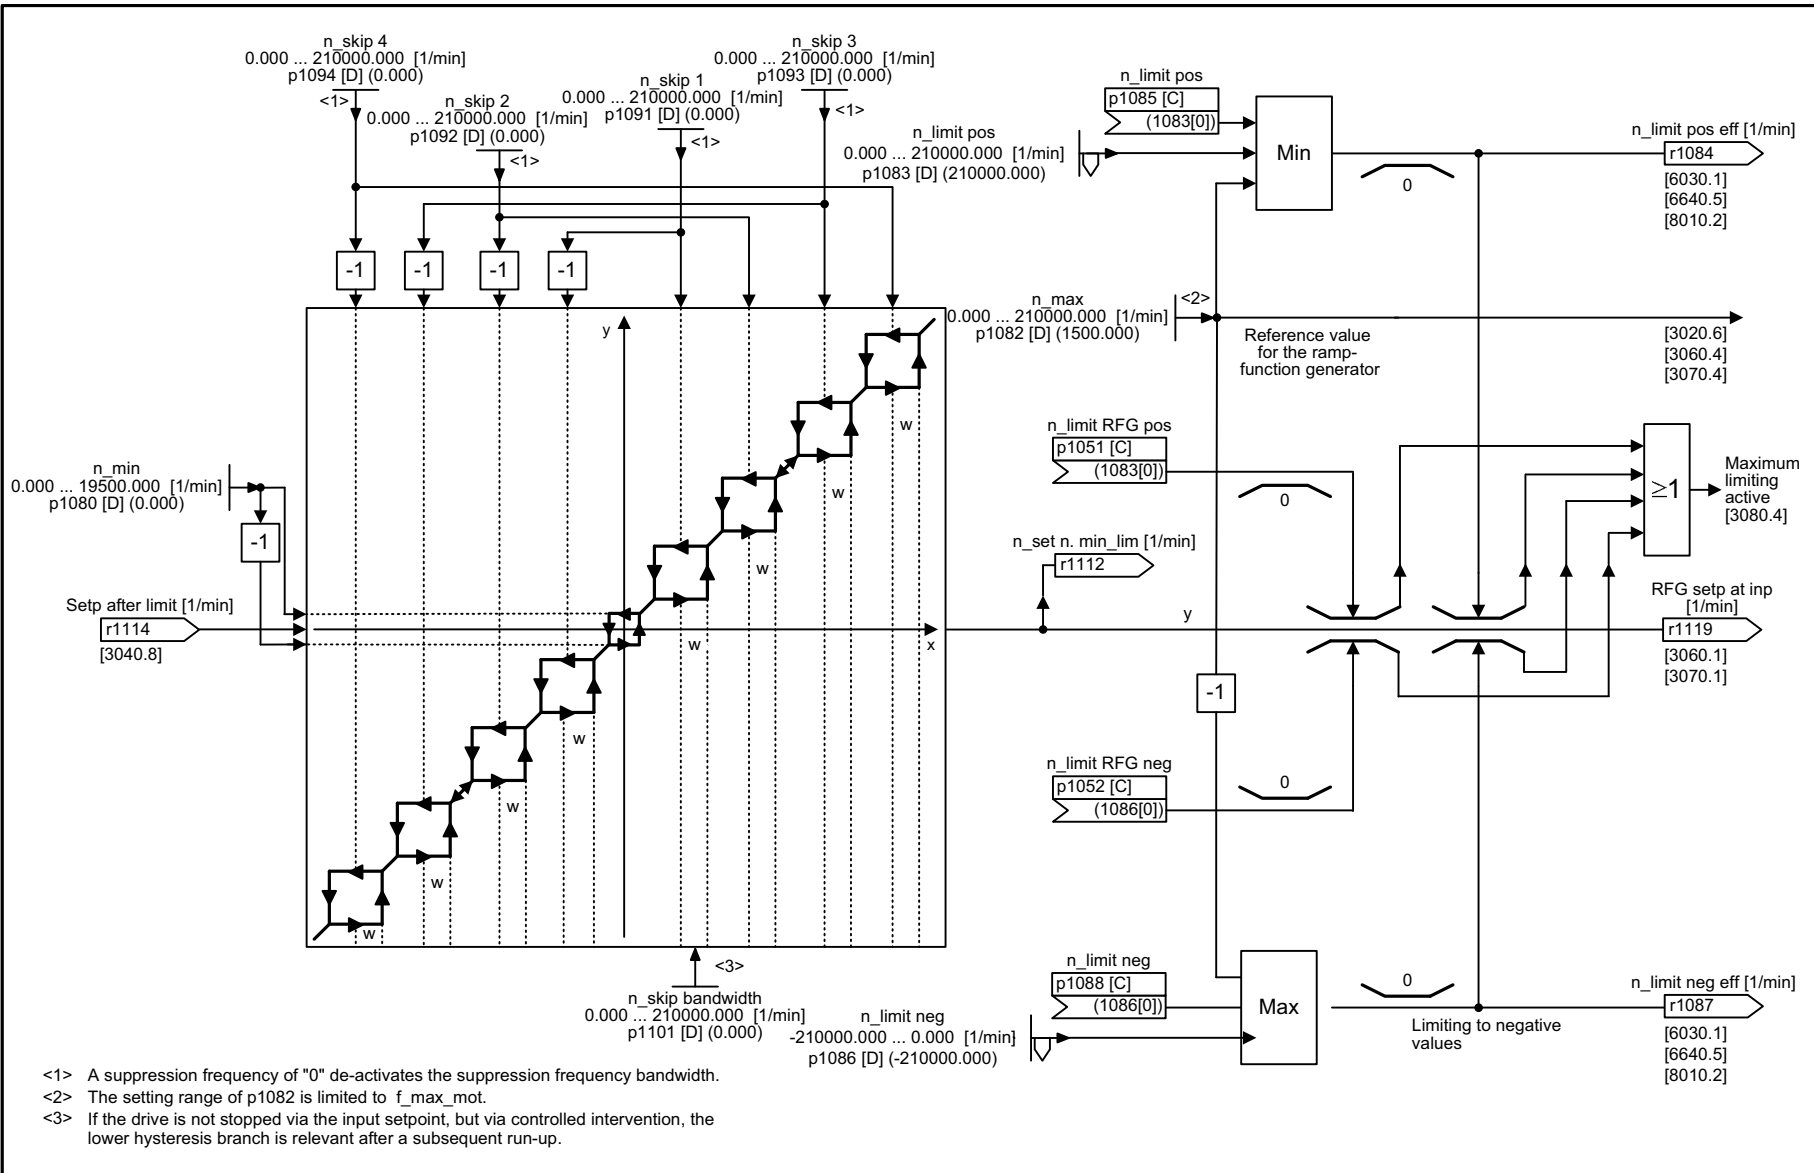 n_skip 4
0.000 ... 210000.000 [1/min]
p1094 [D] (0.000)
<1>
n_skip 2
0.000 ... 210000.000 [1/min]
p1092 [D] (0.000)
<1>
n_skip 1
0.000 ... 210000.000 [1/min]
p1091 [D] (0.000)
<1>
n_skip 3
0.000 ... 210000.000 [1/min]
p1093 [D] (0.000)
<1>
-1
-1
-1
-1
n_limit pos
p1085 [C]
(1083[0])
n_limit pos
0.000 ... 210000.000 [1/min]
p1083 [D] (210000.000)
Min
0
n_limit pos eff [1/min]
r1084
[6030.1]
[6640.5]
[8010.2]
n_max
0.000 ... 210000.000 [1/min]
p1082 [D] (1500.000)
<2>
Reference value
for the ramp-
function generator
[3020.6]
[3060.4]
[3070.4]
n_min
0.000 ... 19500.000 [1/min]
p1080 [D] (0.000)
-1
Setp after limit [1/min]
r1114
[3040.8]
y
x
w
w
w
w
w
w
w
w
n_limit RFG pos
p1051 [C]
(1083[0])
0
≥1
Maximum
limiting
active
[3080.4]
n_set n. min_lim [1/min]
r1112
y
RFG setp at inp
[1/min]
r1119
[3060.1]
[3070.1]
-1
n_limit RFG neg
p1052 [C]
(1086[0])
0
<3>
n_skip bandwidth
0.000 ... 210000.000 [1/min]
p1101 [D] (0.000)
n_limit neg
p1088 [C]
(1086[0])
n_limit neg
-210000.000 ... 0.000 [1/min]
p1086 [D] (-210000.000)
Max
0
Limiting to negative
values
n_limit neg eff [1/min]
r1087
[6030.1]
[6640.5]
[8010.2]
<1> A suppression frequency of "0" de-activates the suppression frequency bandwidth.
<2> The setting range of p1082 is limited to f_max_mot.
<3> If the drive is not stopped via the input setpoint, but via controlled intervention, the
lower hysteresis branch is relevant after a subsequent run-up.